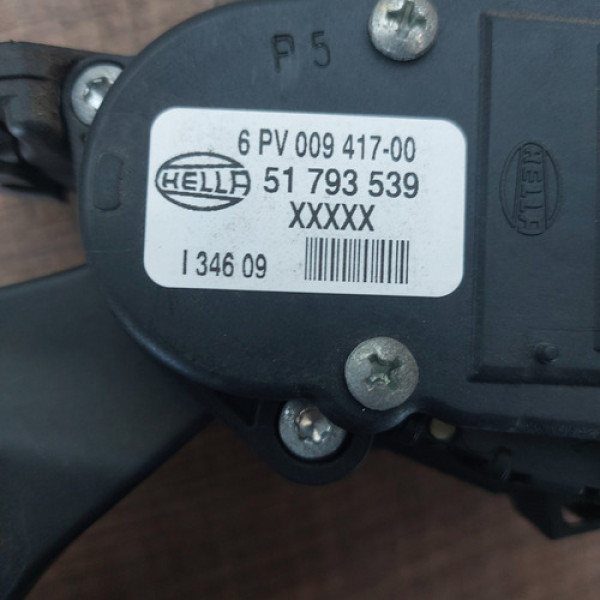 P 5
6 PV 009 417-00
HELLA 51 793 539
XXXXX
I 346 09
HELLA